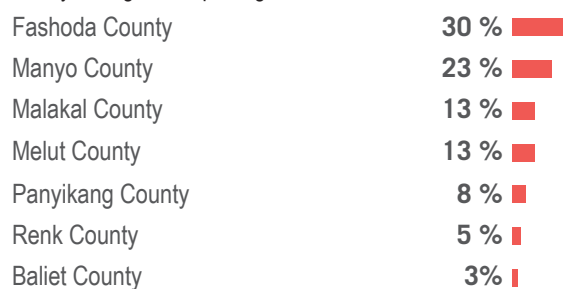 Fashoda County 30 %
Manyo County 23 %
Malakal County 13 %
Melut County 13 %
Panyikang County 8 %
Renk County 5 %
Baliet County 3%